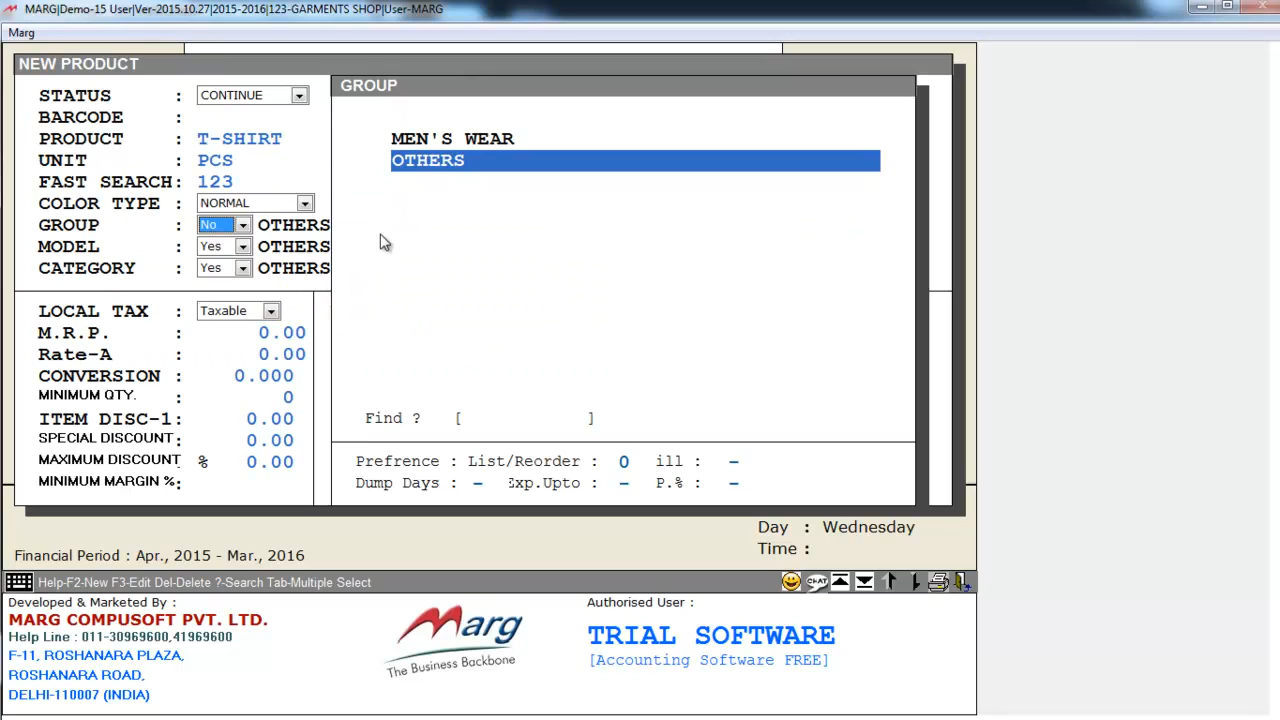 MARG|Demo-15 User|Ver-2015.10.27|2015-2016|123-GARMENTS SHOP|User-MARG
Marg
NEW PRODUCT
GROUP
STATUS : CONTINUE
BARCODE :
PRODUCT : T-SHIRT
MEN'S WEAR
UNIT : PCS
OTHERS
FAST SEARCH: 123
COLOR TYPE : NORMAL
GROUP : No OTHERS
MODEL : Yes OTHERS
CATEGORY : Yes OTHERS
LOCAL TAX : Taxable
M.R.P. : 0.00
Rate-A : 0.00
CONVERSION : 0.000
MINIMUM QTY. : 0
ITEM DISC-1: 0.00
Find ? [ ]
SPECIAL DISCOUNT : 0.00
MAXIMUM DISCOUNT % 0.00
Prefrence : List/Reorder : 0 ill : -
MINIMUM MARGIN %:
Dump Days : - Exp.Upto : - P.% : -
Day : Wednesday
Time :
Financial Period : Apr., 2015 - Mar., 2016
Help-F2-New F3-Edit Del-Delete ?-Search Tab-Multiple Select
CHAT
Developed & Marketed By :
MARG COMPUSOFT PVT. LTD.
Help Line : 011-30969600,41969600
F-11, ROSHANARA PLAZA,
ROSHANARA ROAD,
DELHI-110007 (INDIA)
Marg
The Business Backbone
Authorised User :
TRIAL SOFTWARE
[Accounting Software FREE]